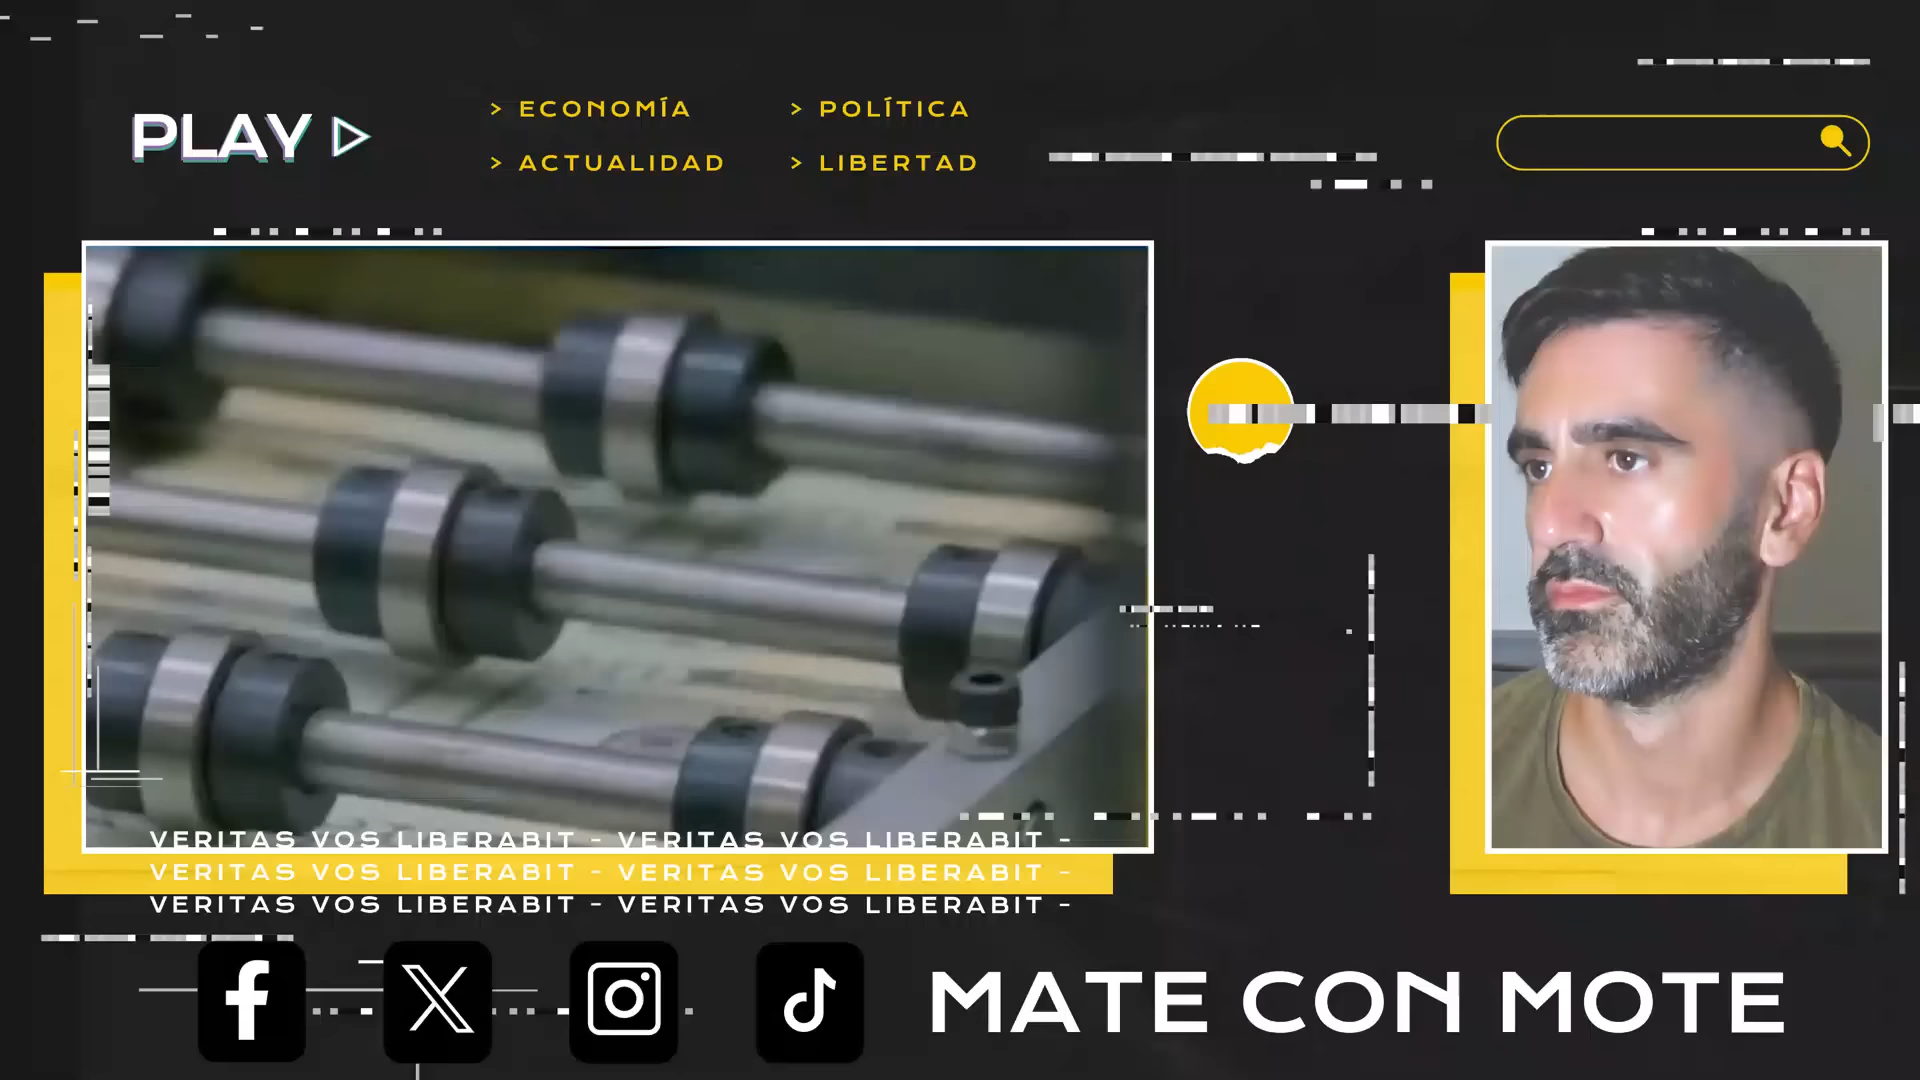 PLAY
> ECONOMÍA
> POLÍTICA
> ACTUALIDAD
> LIBERTAD
VERITAS VOS LIBERABIT - VERITAS VOS LIBERABIT -
VERITAS VOS LIBERABIT - VERITAS VOS LIBERABIT -
VERITAS VOS LIBERABIT - VERITAS VOS LIBERABIT -
MATE CON MOTE